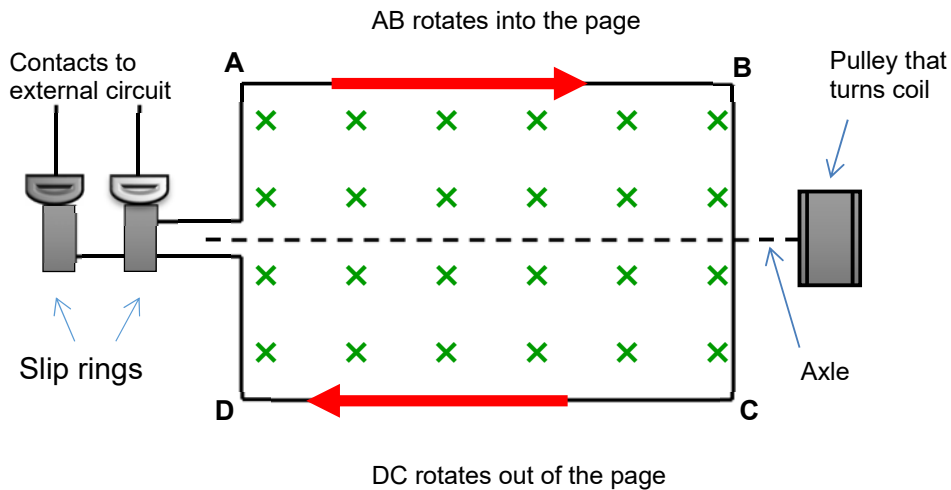 AB rotates into the page
Contacts to
external circuit
A
B
Pulley that
turns coil
Slip rings
Axle
D
C
DC rotates out of the page